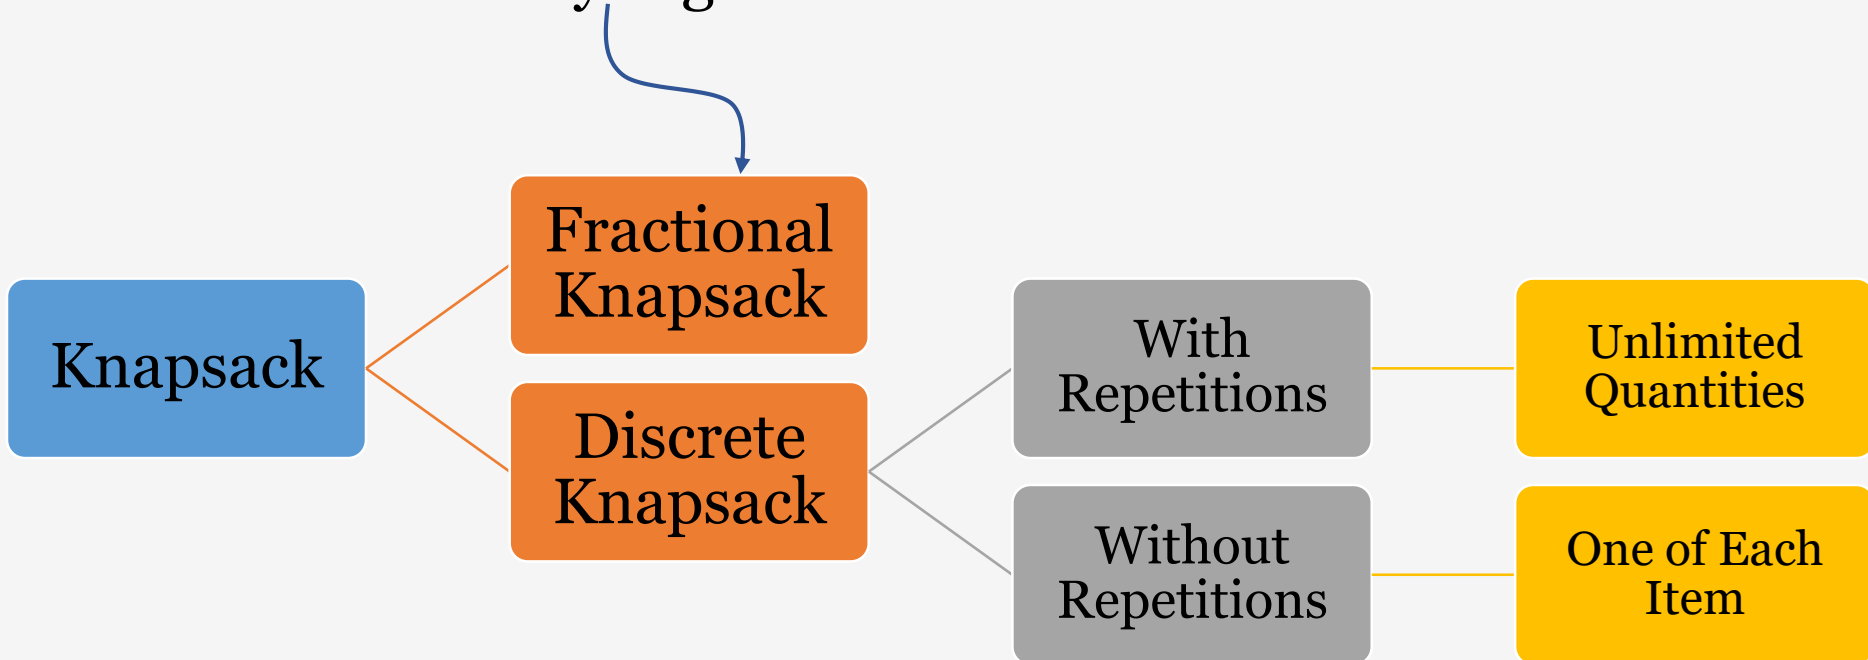 Fractional
Knapsack
Knapsack
Discrete
Knapsack
With
Repetitions
Unlimited
Quantities
Without
Repetitions
One of Each
Item